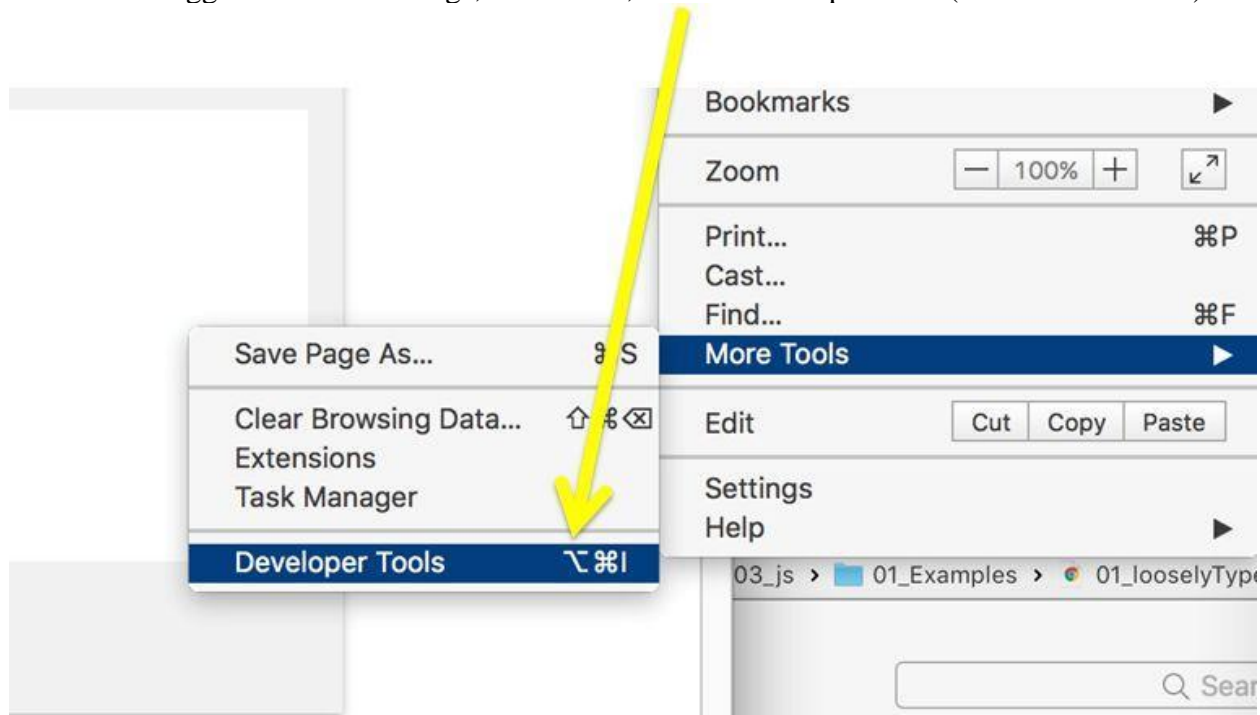 Bookmarks ▶
Zoom — 100% +
Print... ⌘P
Cast...
Find... ⌘F
More Tools ▶
Edit Cut Copy Paste
Settings
Help ▶
Save Page As... ⌘S
Clear Browsing Data... ⇧⌘⌫
Extensions
Task Manager
Developer Tools ⌥⌘I
03_js › 01_Examples ›